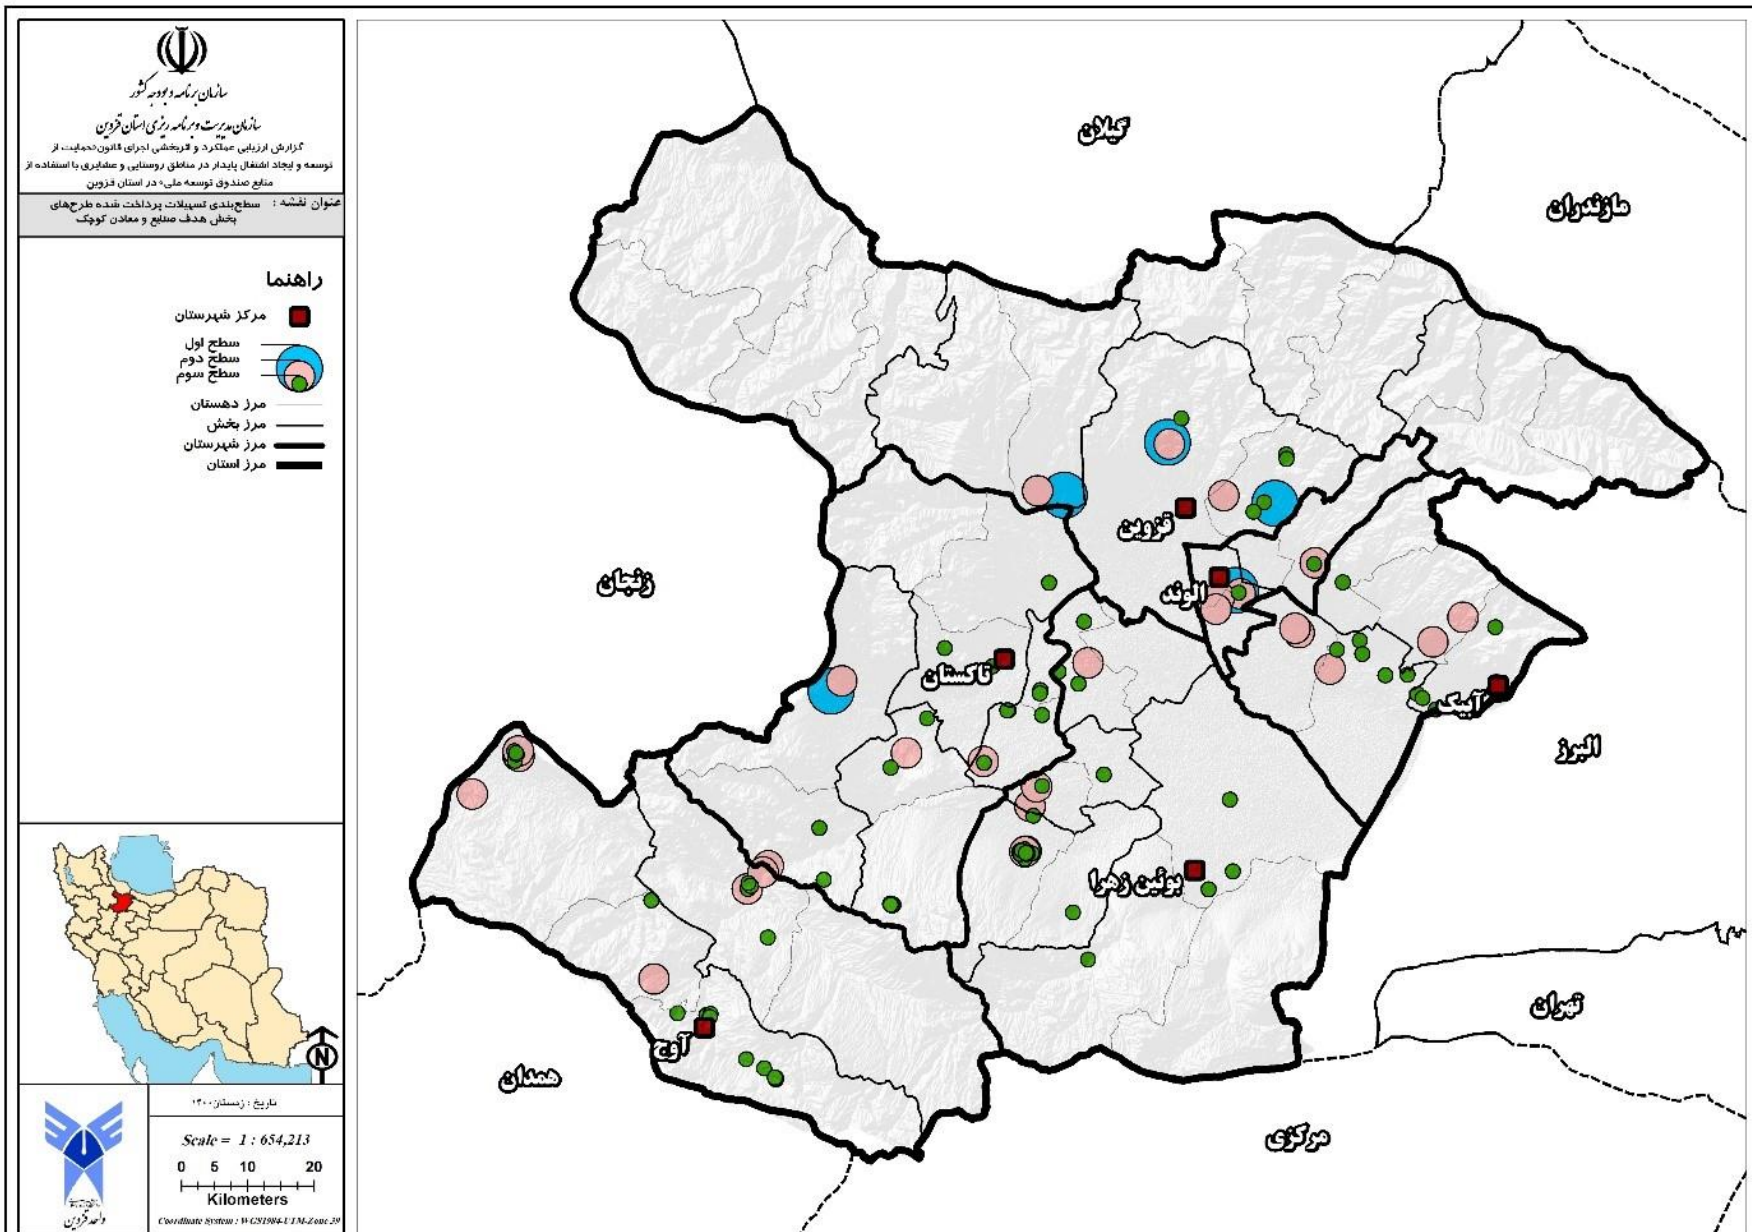 سازمان برنامه و بودجه کشور
سازمان مدیریت و برنامه ریزی استان قزوین
گزارش ارزیابی عملکرد و اثربخشی اجرای قانون «حمایت از
توسعه و ایجاد اشتغال پایدار در مناطق روستایی و عشایری با استفاده از
منابع صندوق توسعه ملی» در استان قزوین
عنوان نقشه : سطح‌بندی تسهیلات پرداخت شده طرح‌های
بخش هدف صنایع و معادن کوچک
راهنما
مرکز شهرستان
سطح اول
سطح دوم
سطح سوم
مرز دهستان
مرز بخش
مرز شهرستان
مرز استان
N
تاریخ : زمستان ۱۴۰۰
Scale = 1 : 654,213
0 5 10 20
Kilometers
Coordinate System : WGS1984-UTM-Zone 39
واحد قزوین
گیلان
مازندران
زنجان
قزوین
الوند
تاکستان
آبیک
البرز
بوئین زهرا
تهران
آوج
همدان
مرکزی